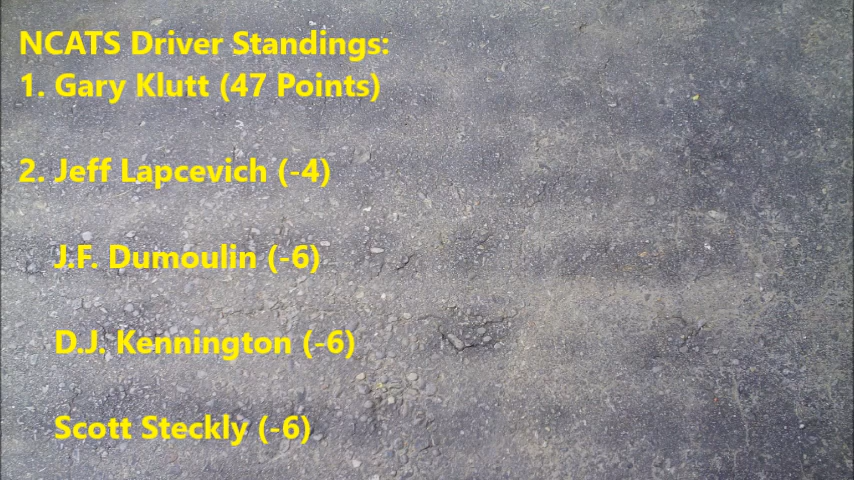 NCATS Driver Standings:
1. Gary Klutt (47 Points)
2. Jeff Lapcevich (-4)
J.F. Dumoulin (-6)
D.J. Kennington (-6)
Scott Steckly (-6)